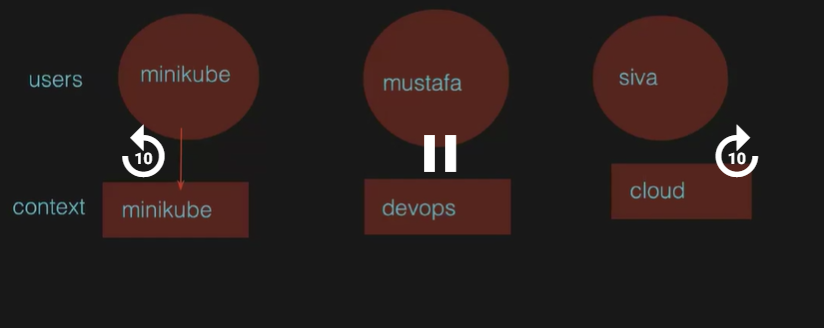 users
minikube
mustafa
siva
10
10
context
minikube
devops
cloud